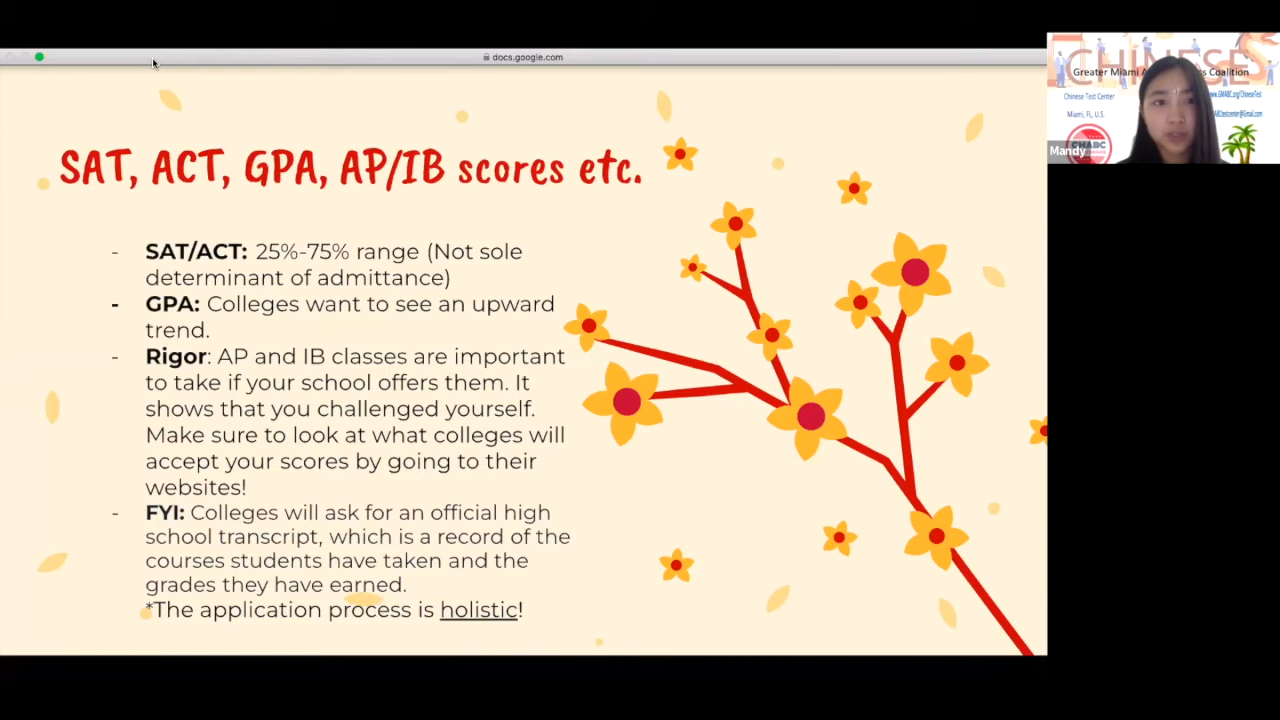 docs.google.com
SAT, ACT, GPA, AP/IB scores etc.
- SAT/ACT: 25%-75% range (Not sole
determinant of admittance)
- GPA: Colleges want to see an upward
trend.
- Rigor: AP and IB classes are important
to take if your school offers them. It
shows that you challenged yourself.
Make sure to look at what colleges will
accept your scores by going to their
websites!
- FYI: Colleges will ask for an official high
school transcript, which is a record of the
courses students have taken and the
grades they have earned.
*The application process is holistic!
CHINESE
Greater Miami
Coalition
Chinese Test Center
Miami, FL, U.S.
GMABC
Mandy